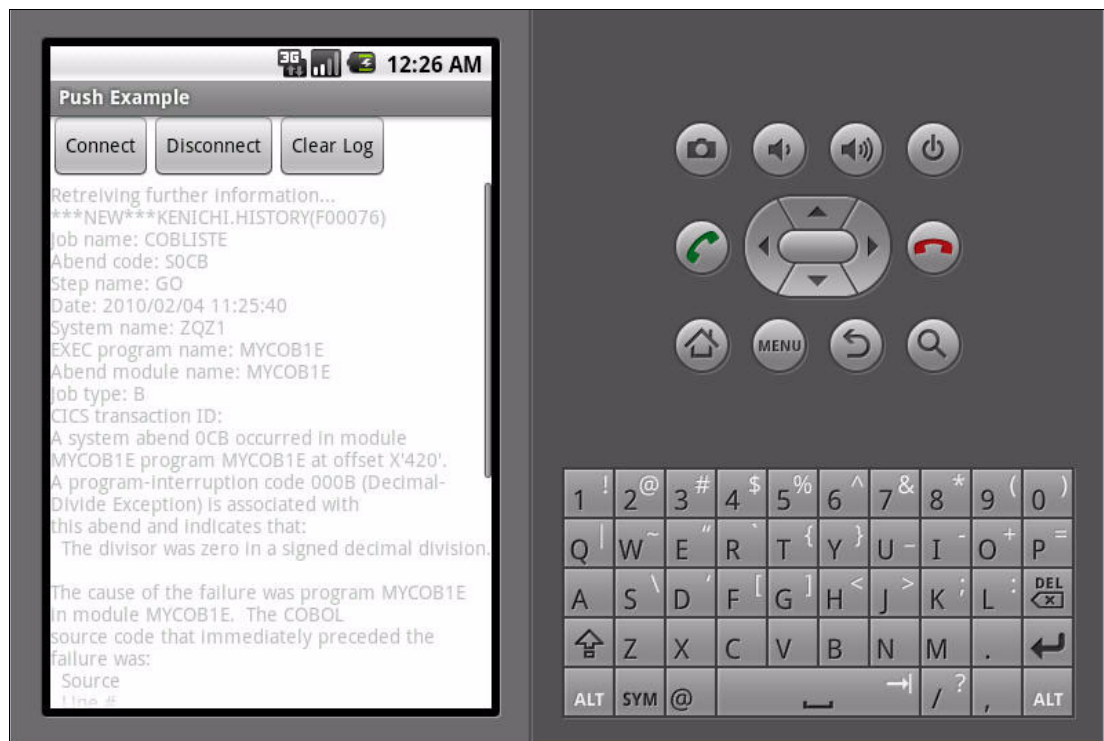 3G 12:26 AM
Push Example
Connect Disconnect Clear Log
Retreiving further information...
***NEW***KENICHI.HISTORY(F00076)
Job name: COBLISTE
Abend code: S0CB
Step name: GO
Date: 2010/02/04 11:25:40
System name: ZQZ1
EXEC program name: MYCOB1E
Abend module name: MYCOB1E
Job type: B
CICS transaction ID:
A system abend 0CB occurred in module
MYCOB1E program MYCOB1E at offset X'420'.
A program-interruption code 000B (Decimal-
Divide Exception) is associated with
this abend and indicates that:
The divisor was zero in a signed decimal division.
The cause of the failure was program MYCOB1E
in module MYCOB1E.  The COBOL
source code that immediately preceded the
failure was:
Source
Line #
MENU
1 ! 2 @ 3 # 4 $ 5 % 6 ^ 7 & 8 * 9 ( 0 )
Q | W ~ E " R ` T { Y } U _ I - O + P =
A S \ D ' F [ G ] H < J > K ; L : DEL
Z X C V B N M .
ALT SYM @ / ? , ALT